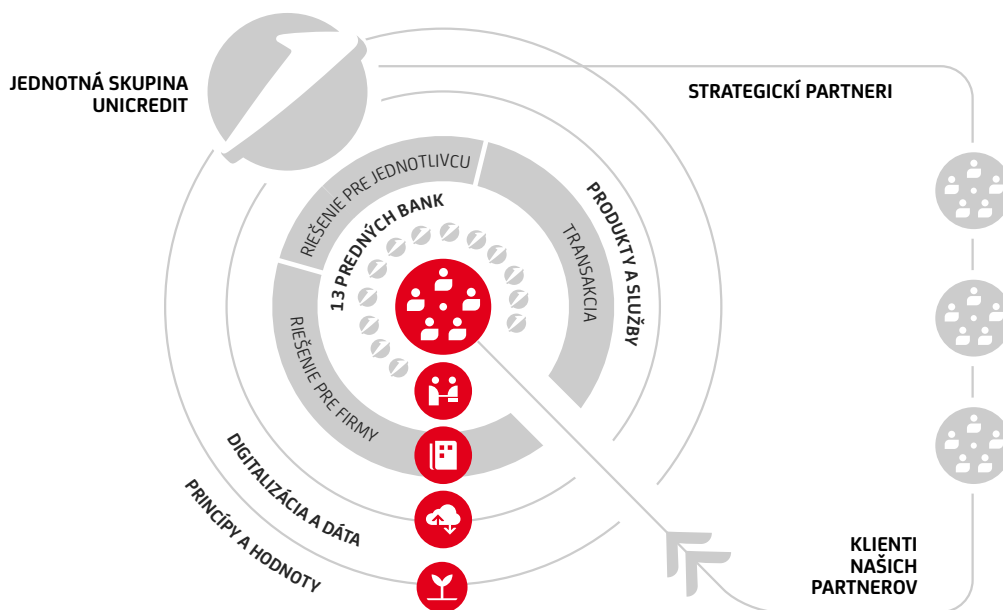 JEDNOTNÁ SKUPINA
UNICREDIT
STRATEGICKÍ PARTNERI
RIEŠENIE PRE JEDNOTLIVCU
13 PREDNÝCH BANK
PRODUKTY A SLUŽBY
TRANSAKCIA
RIEŠENIE PRE FIRMY
DIGITALIZÁCIA A DÁTA
PRINCÍPY A HODNOTY
KLIENTI
NAŠICH
PARTNEROV